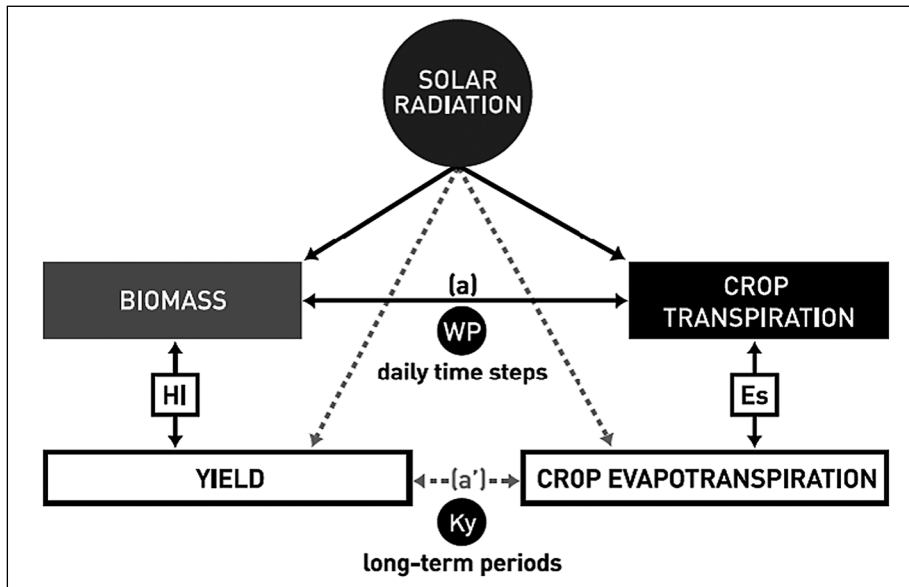 SOLAR
RADIATION
BIOMASS
(a)
WP
daily time steps
CROP
TRANSPIRATION
HI
Es
YIELD
(a')
CROP EVAPOTRANSPIRATION
Ky
long-term periods